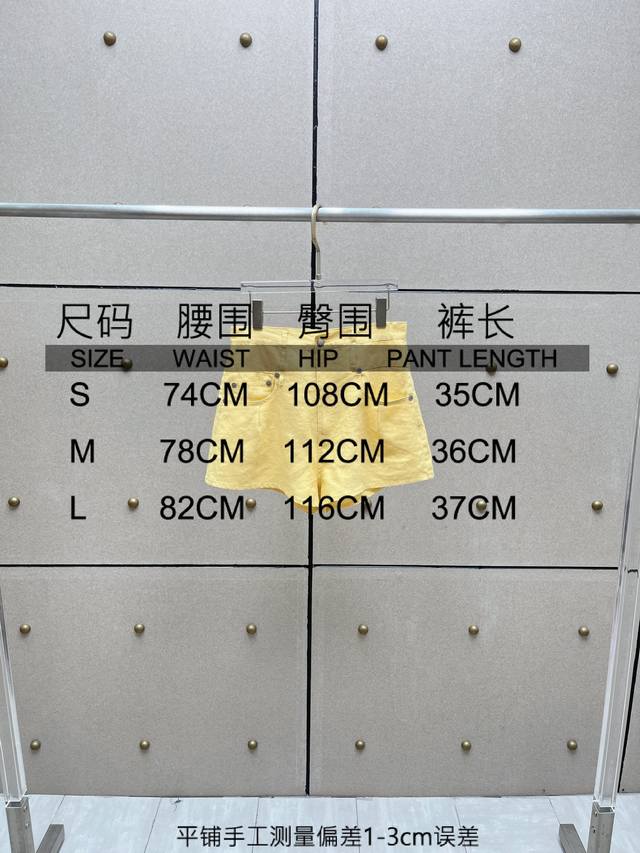 尺码 腰围 臀围 裤长
SIZE WAIST HIP PANT LENGTH
S 74CM 108CM 35CM
M 78CM 112CM 36CM
L 82CM 116CM 37CM
平铺手工测量偏差1-3cm误差